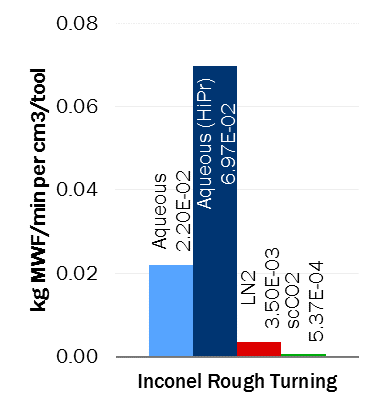 kg MWF/min per cm3/tool
0.08
0.06
0.04
0.02
0.00
Aqueous
2.20E-02
Aqueous (HiPr)
6.97E-02
LN2
3.50E-03
scCO2
5.37E-04
Inconel Rough Turning